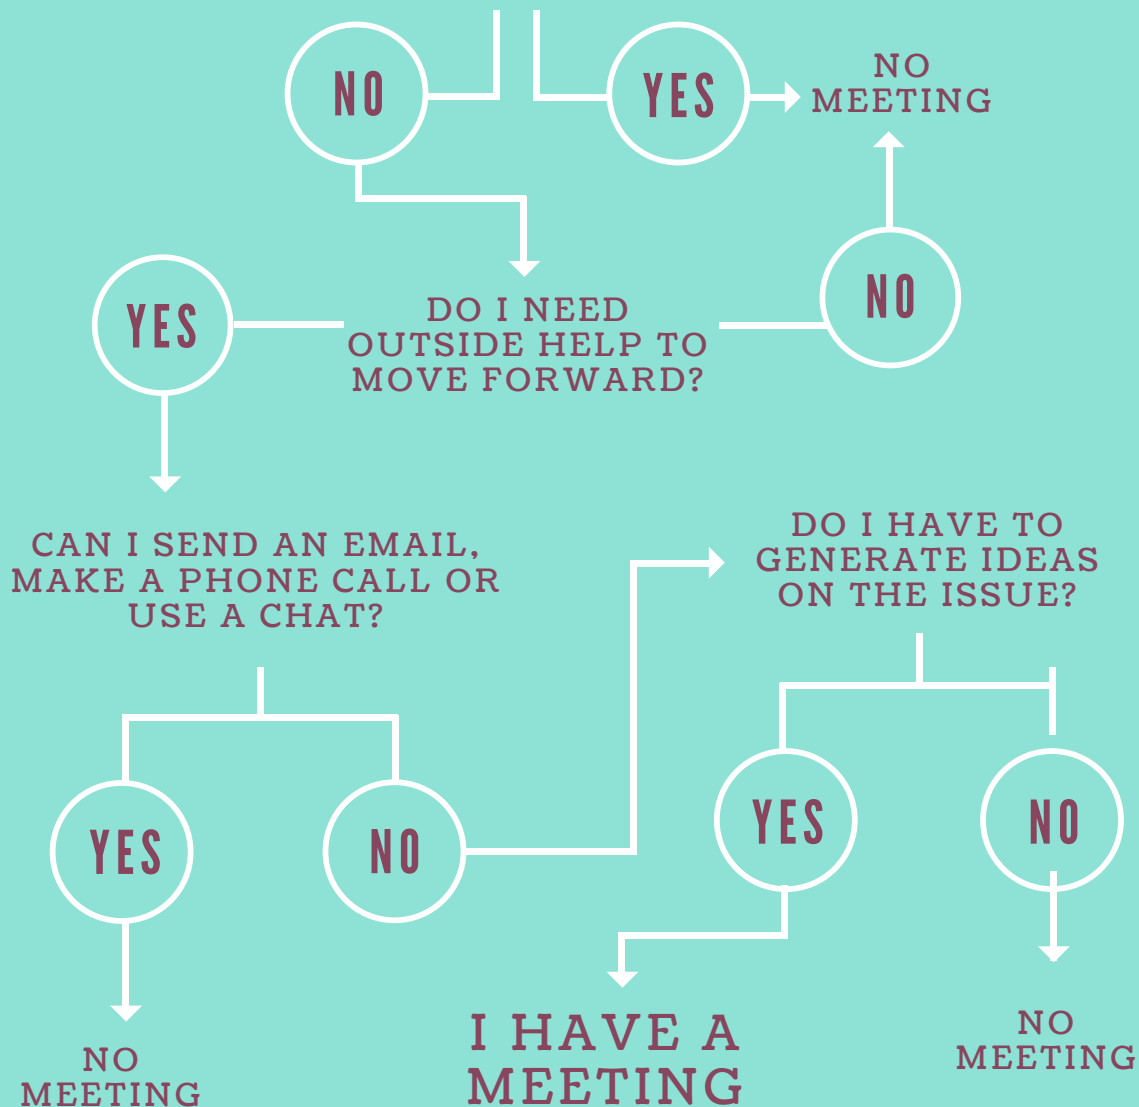 NO
YES
NO
MEETING
YES
DO I NEED
OUTSIDE HELP TO
MOVE FORWARD?
NO
CAN I SEND AN EMAIL,
MAKE A PHONE CALL OR
USE A CHAT?
DO I HAVE TO
GENERATE IDEAS
ON THE ISSUE?
YES
NO
YES
NO
NO
MEETING
I HAVE A
MEETING
NO
MEETING